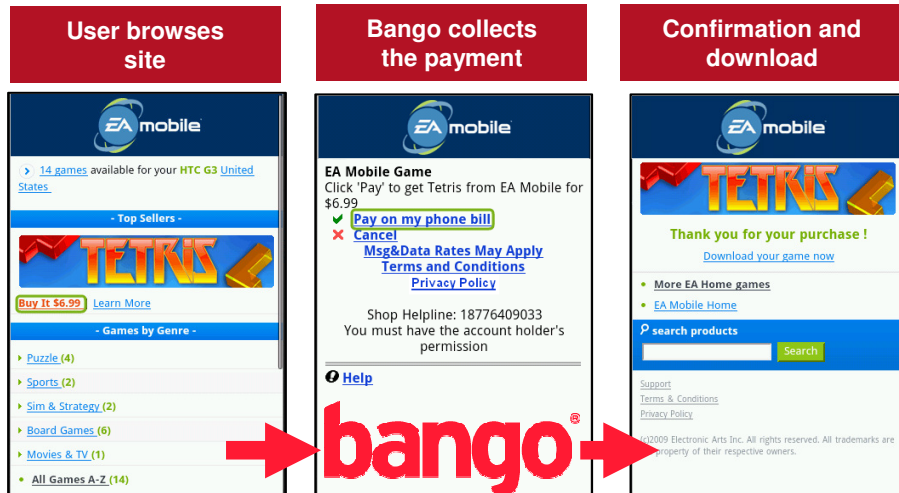 User browses
site
EA mobile
14 games available for your HTC G3 United
States
- Top Sellers -
TETRIS
Buy It $6.99 Learn More
- Games by Genre -
Puzzle (4)
Sports (2)
Sim & Strategy (2)
Board Games (6)
Movies & TV (1)
All Games A-Z (14)
Bango collects
the payment
EA mobile
EA Mobile Game
Click 'Pay' to get Tetris from EA Mobile for
$6.99
Pay on my phone bill
Cancel
Msg&Data Rates May Apply
Terms and Conditions
Privacy Policy
Shop Helpline: 18776409033
You must have the account holder's
permission
Help
bango®
Confirmation and
download
EA mobile
TETRIS
Thank you for your purchase !
Download your game now
More EA Home games
EA Mobile Home
search products
Search
Support
Terms & Conditions
Privacy Policy
(c)2009 Electronic Arts Inc. All rights reserved. All trademarks are
property of their respective owners.